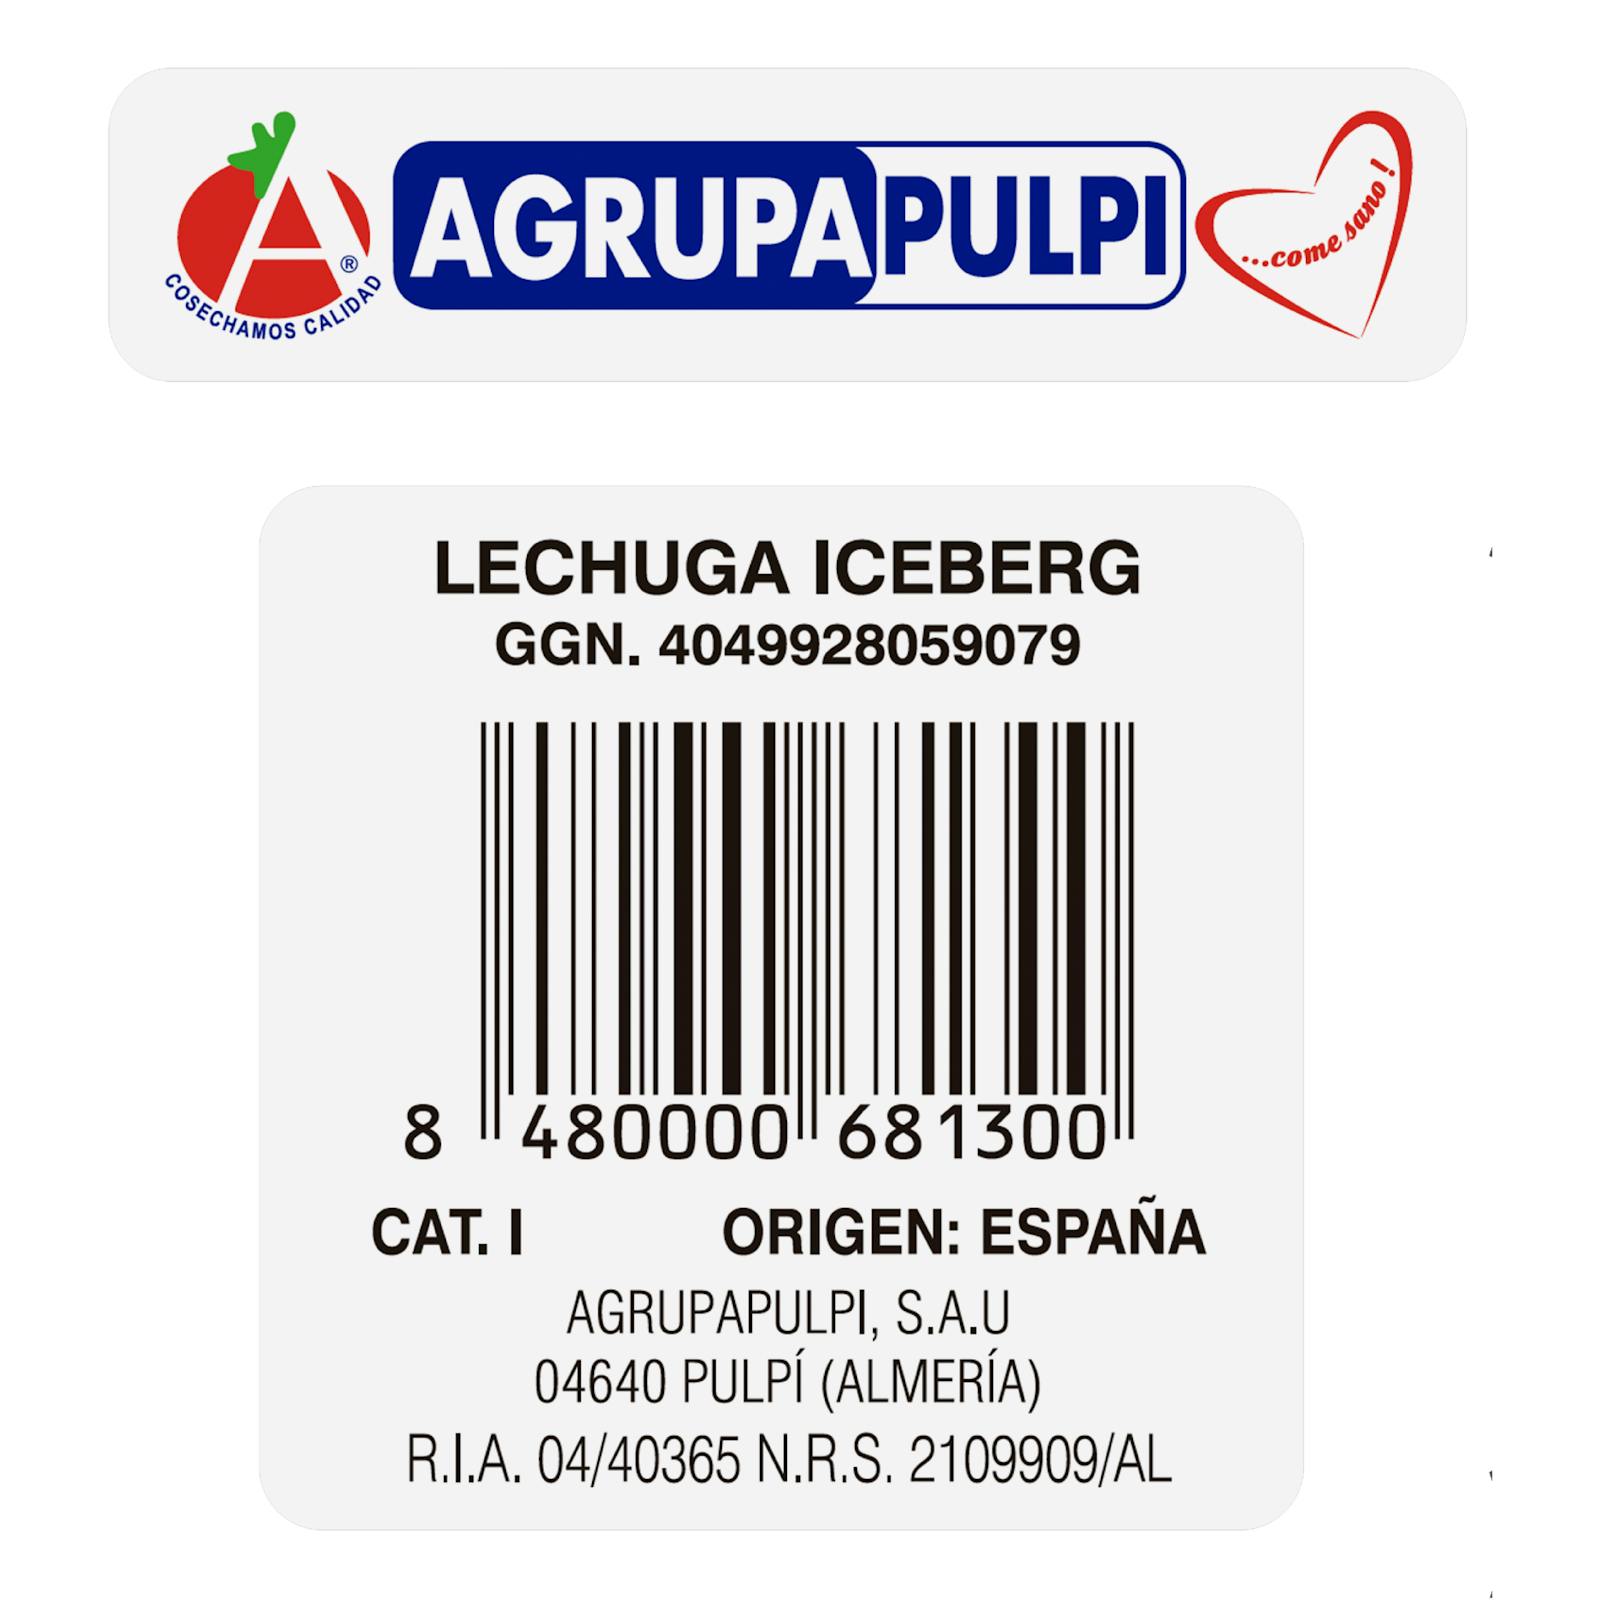 COSECHAMOS CALIDAD
®
AGRUPAPULPI
...come sano!
LECHUGA ICEBERG
GGN. 4049928059079
8 480000 681300
CAT. I ORIGEN: ESPAÑA
AGRUPAPULPI, S.A.U
04640 PULPÍ (ALMERÍA)
R.I.A. 04/40365 N.R.S. 2109909/AL